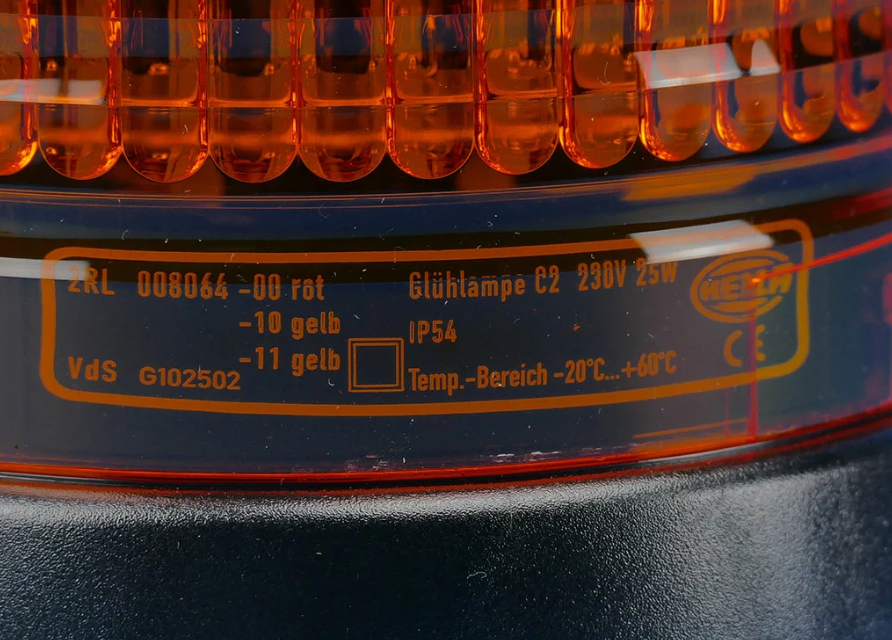 2RL 008064 -00 rot Glühlampe C2 230V 25W
HELLA
-10 gelb IP54
-11 gelb
VdS G102502 Temp.-Bereich -20°C...+60°C
CE